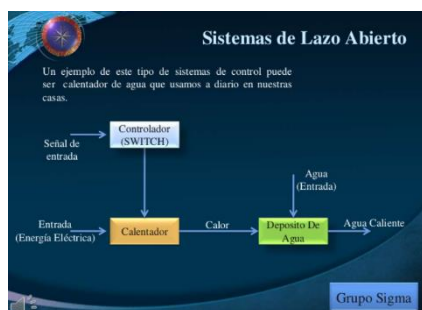 Sistemas de Lazo Abierto
Un ejemplo de este tipo de sistemas de control puede
ser calentador de agua que usamos a diario en nuestras
casas.
Controlador
(SWITCH)
Señal de
entrada
Agua
(Entrada)
Entrada
(Energía Eléctrica)
Calentador
Calor
Deposito De
Agua
Agua Caliente
Grupo Sigma